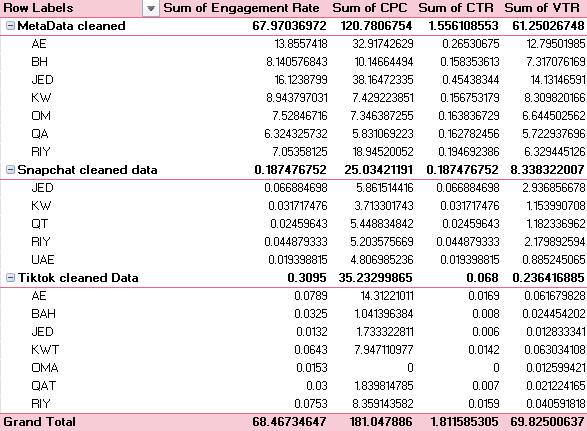 Row Labels Sum of Engagement Rate Sum of CPC Sum of CTR Sum of VTR
MetaData cleaned 67.97036972 120.7806754 1.556108553 61.25026748
AE 13.8557418 32.91742629 0.26530675 12.79501985
BH 8.140576843 10.14664494 0.158353613 7.317076169
JED 16.1238799 38.16472335 0.45438344 14.13146591
KW 8.943797031 7.429223851 0.156753179 8.309820166
OM 7.52846716 7.346387255 0.163836729 6.644502662
QA 6.324325732 5.831069223 0.162782456 5.722937696
RIY 7.05358125 18.94520052 0.194692386 6.329445126
Snapchat cleaned data 0.187476752 25.03421191 0.187476752 8.338322007
JED 0.066884698 5.861514416 0.066884698 2.936856678
KW 0.031717476 3.713301743 0.031717476 1.153990708
QT 0.02459643 5.448834842 0.02459643 1.182336962
RIY 0.044879333 5.203575669 0.044879333 2.179892594
UAE 0.019398815 4.806985236 0.019398815 0.885245065
Tiktok cleaned Data 0.3095 35.23299865 0.068 0.236416885
AE 0.0789 14.31221011 0.0169 0.061679828
BAH 0.0325 1.041396384 0.008 0.024454202
JED 0.0132 1.733322811 0.006 0.012833341
KWT 0.0643 7.947110977 0.0142 0.063034108
OMA 0.0153 0 0 0.012599421
QAT 0.03 1.839814785 0.007 0.021224165
RIY 0.0753 8.359143582 0.0159 0.040591818
Grand Total 68.46734647 181.047886 1.811585305 69.82500637